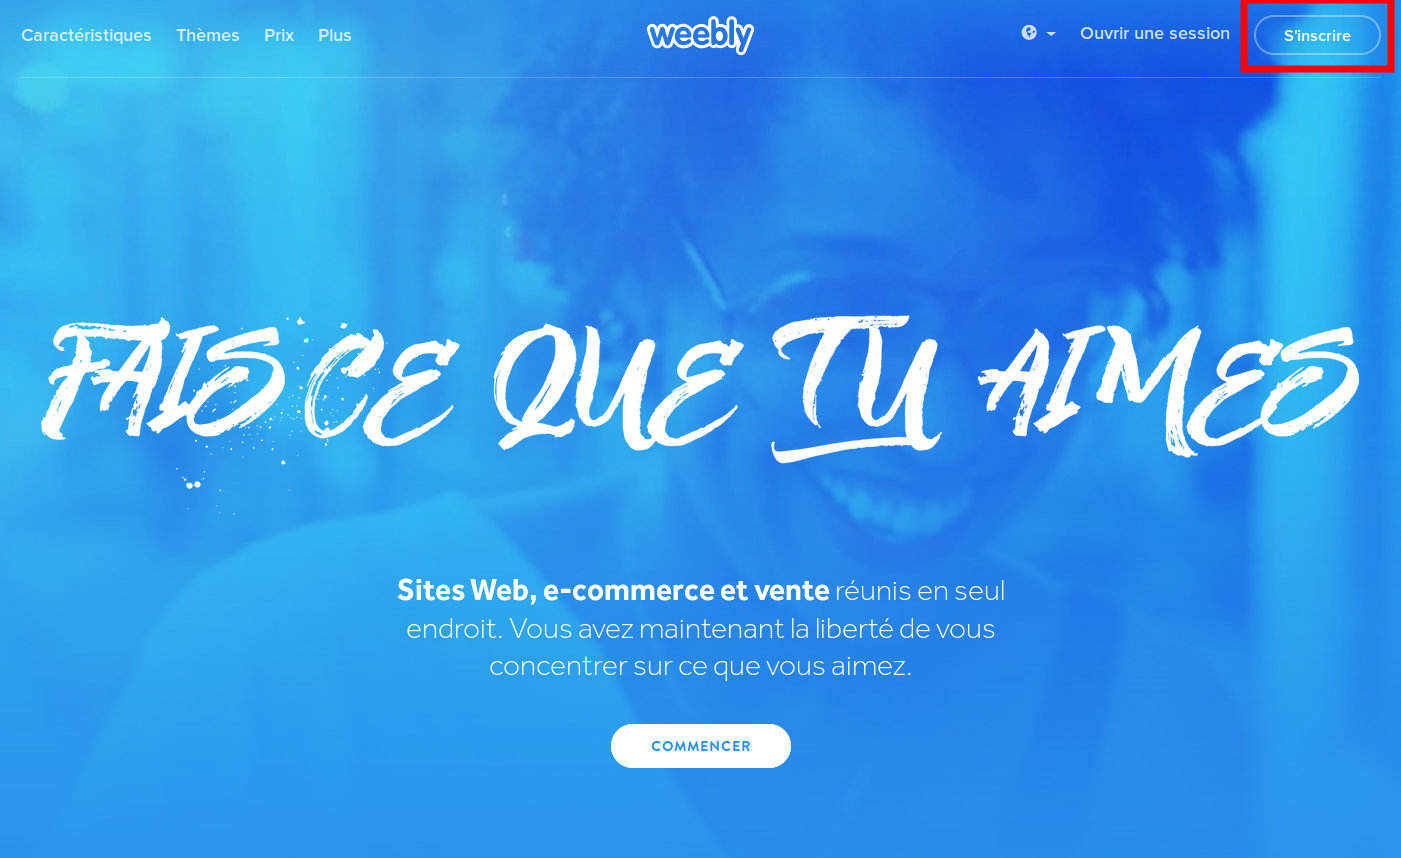 Caractéristiques Thèmes Prix Plus weebly Ouvrir une session S'inscrire
FAIS CE QUE TU AIMES
Sites Web, e-commerce et vente réunis en seul
endroit. Vous avez maintenant la liberté de vous
concentrer sur ce que vous aimez.
COMMENCER